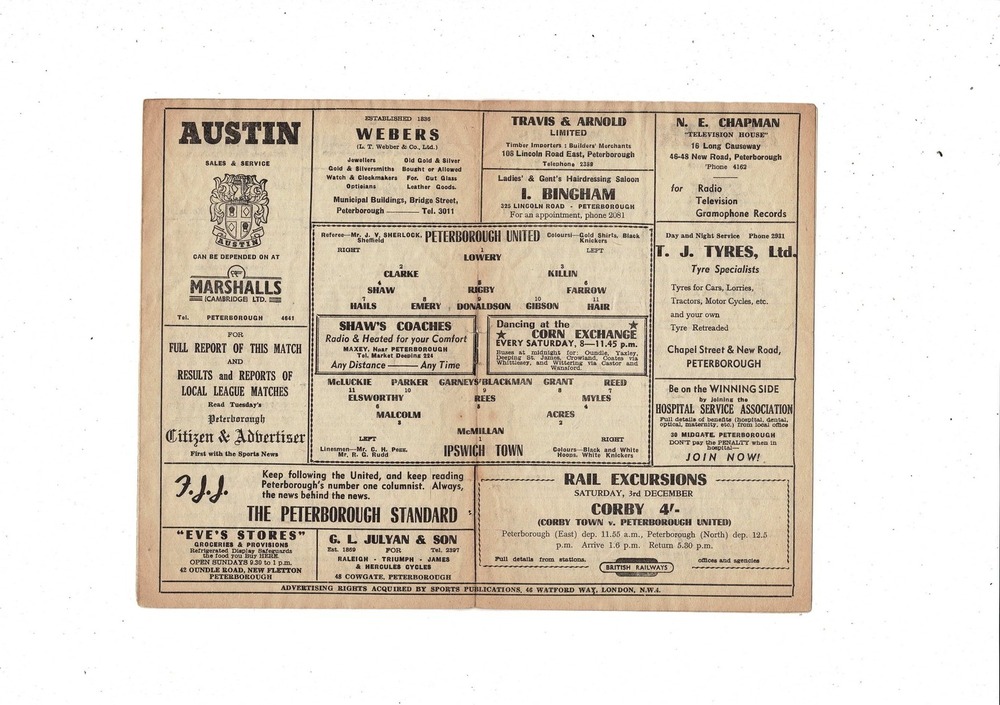 AUSTIN
SALES & SERVICE
AUSTIN
CAN BE DEPENDED ON AT
MARSHALLS
(CAMBRIDGE) LTD.
Tel. PETERBOROUGH 4641
FOR
FULL REPORT OF THIS MATCH
AND
RESULTS and REPORTS OF
LOCAL LEAGUE MATCHES
Read Tuesday's
Peterborough
Citizen & Advertiser
First with the Sports News
ESTABLISHED 1836
WEBERS
(L. T. Webber & Co., Ltd.)
Jewellers Old Gold & Silver
Gold & Silversmiths Bought or Allowed
Watch & Clockmakers For. Cut Glass
Opticians Leather Goods.
Municipal Buildings, Bridge Street,
Peterborough ——— Tel. 3011
TRAVIS & ARNOLD
LIMITED
Timber Importers : Builders' Merchants
108 Lincoln Road East, Peterborough
Telephone 2389
Ladies' & Gent's Hairdressing Saloon
I. BINGHAM
325 LINCOLN ROAD - PETERBOROUGH
For an appointment, phone 2081
N. E. CHAPMAN
"TELEVISION HOUSE"
16 Long Causeway
46-48 New Road, Peterborough
'Phone 4162
for Radio
Television
Gramophone Records
Day and Night Service Phone 2931
T. J. TYRES, Ltd.
Tyre Specialists
Tyres for Cars, Lorries,
Tractors, Motor Cycles, etc.
and your own
Tyre Retreaded
Chapel Street & New Road,
PETERBOROUGH
Be on the WINNING SIDE
by joining the
HOSPITAL SERVICE ASSOCIATION
Full details of benefits (hospital, dental,
optical, maternity, etc.) from local office
30 MIDGATE, PETERBOROUGH
DON'T pay the PENALTY when in
hospital—
JOIN NOW!
Referee—Mr. J. V. SHERLOCK, PETERBOROUGH UNITED Colours:—Gold Shirts, Black
Sheffield Knickers
RIGHT 1 LEFT
LOWERY
2 3
CLARKE KILLIN
4 5 6
SHAW RIGBY FARROW
7 8 9 10 11
HAILS EMERY DONALDSON GIBSON HAIR
SHAW'S COACHES
Radio & Heated for your Comfort
MAXEY, Near PETERBOROUGH
Tel. Market Deeping 224
Any Distance ——— Any Time
Dancing at the
★ CORN EXCHANGE ★
EVERY SATURDAY, 8—11.45 p.m.
Buses at midnight for: Oundle, Yaxley,
Deeping St. James, Crowland, Coates via
Whittlesey, and Wittering via Castor and
Wansford.
McLUCKIE PARKER GARNEYS/BLACKMAN GRANT REED
11 10 9 8 7
ELSWORTHY REES MYLES
6 5 4
MALCOLM ACRES
3 2
McMILLAN
LEFT 1 RIGHT
Linesmen—Mr. C. H. Pegg. IPSWICH TOWN Colours—Black and White
Mr. R. G. Rudd Hoops. White Knickers
F.J.J.
Keep following the United, and keep reading
Peterborough's number one columnist. Always,
the news behind the news.
THE PETERBOROUGH STANDARD
"EVE'S STORES"
GROCERIES & PROVISIONS
Refrigerated Display Safeguards
the food you BUY HERE.
OPEN SUNDAYS 9.30 to 1 p.m.
42 OUNDLE ROAD, NEW FLETTON
PETERBOROUGH
G. L. JULYAN & SON
Est. 1869 FOR Tel. 2397
RALEIGH - TRIUMPH - JAMES
& HERCULES CYCLES
48 COWGATE, PETERBOROUGH
RAIL EXCURSIONS
SATURDAY, 3rd DECEMBER
CORBY 4/-
(CORBY TOWN v. PETERBOROUGH UNITED)
Peterborough (East) dep. 11.55 a.m., Peterborough (North) dep. 12.5
p.m. Arrive 1.6 p.m. Return 5.30 p.m.
Full details from stations, offices and agencies
BRITISH RAILWAYS
ADVERTISING RIGHTS ACQUIRED BY SPORTS PUBLICATIONS, 46 WATFORD WAY, LONDON, N.W.4.